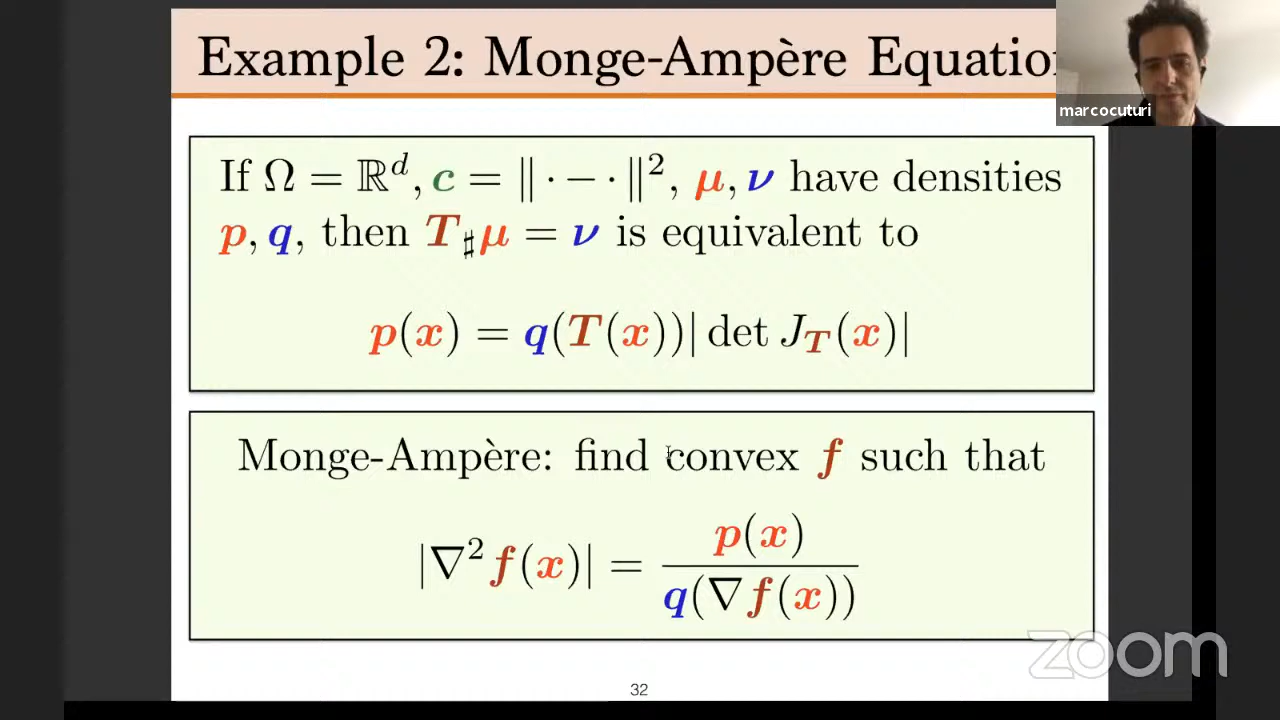 Example 2: Monge-Ampère Equatio
marcocuturi
If Ω = ℝᵈ, c = ‖· − ·‖², μ, ν have densities
p, q, then T♯μ = ν is equivalent to
p(x) = q(T(x))| det J_T(x)|
Monge-Ampère: find convex f such that
|∇²f(x)| = p(x) / q(∇f(x))
zoom
32